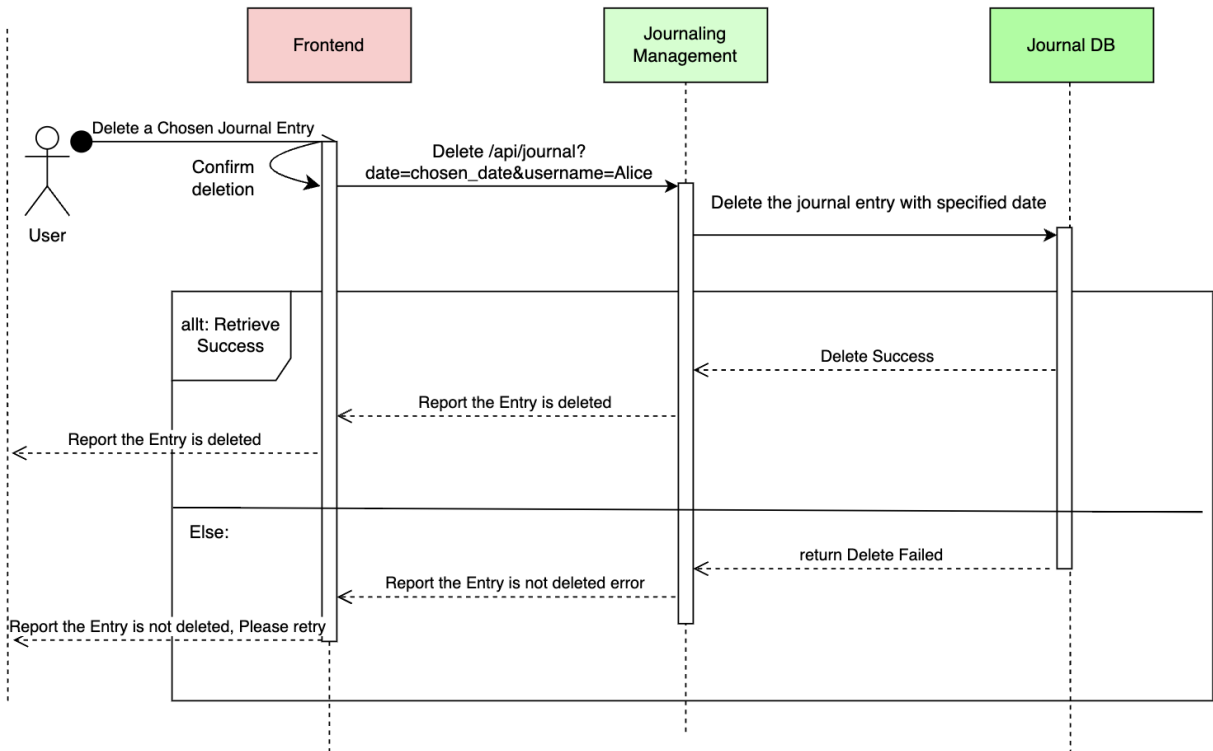 Frontend
Journaling
Management
Journal DB
Delete a Chosen Journal Entry
Confirm
deletion
Delete /api/journal?
date=chosen_date&username=Alice
Delete the journal entry with specified date
User
allt: Retrieve
Success
Delete Success
Report the Entry is deleted
Report the Entry is deleted
Else:
return Delete Failed
Report the Entry is not deleted error
Report the Entry is not deleted, Please retry